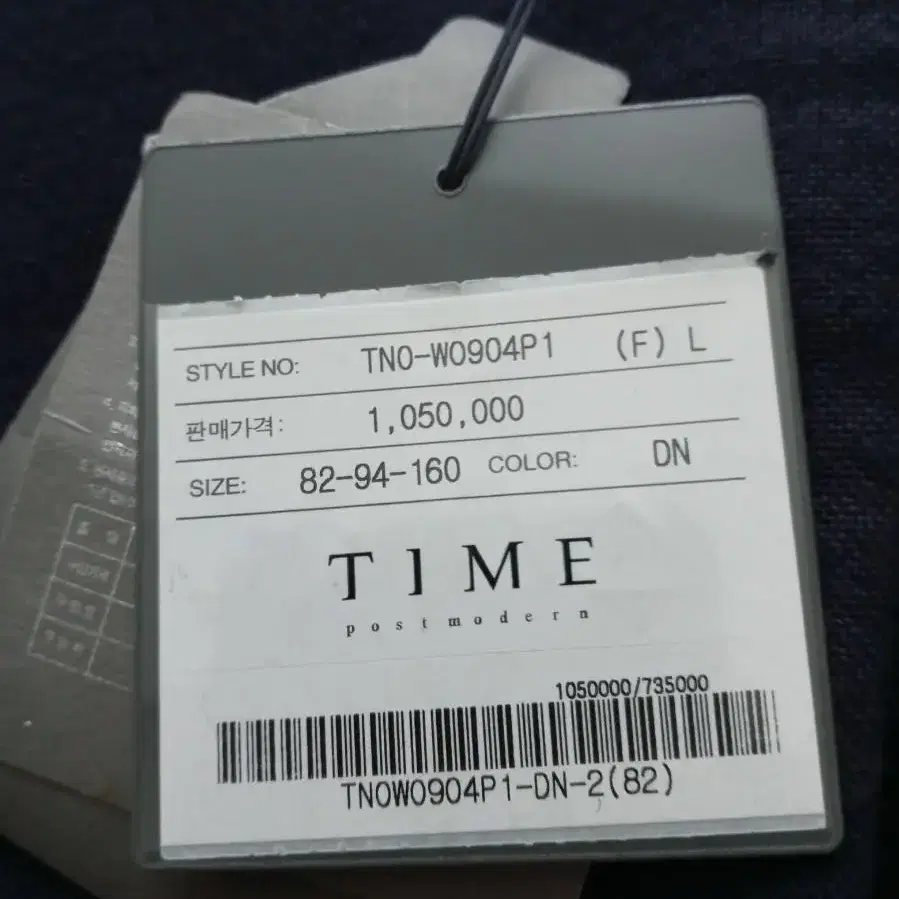 STYLE NO: TNO-W0904P1 (F) L
판매가격: 1,050,000
SIZE: 82-94-160 COLOR: DN
TIME
postmodern
1050000/735000
TNOW0904P1-DN-2(82)